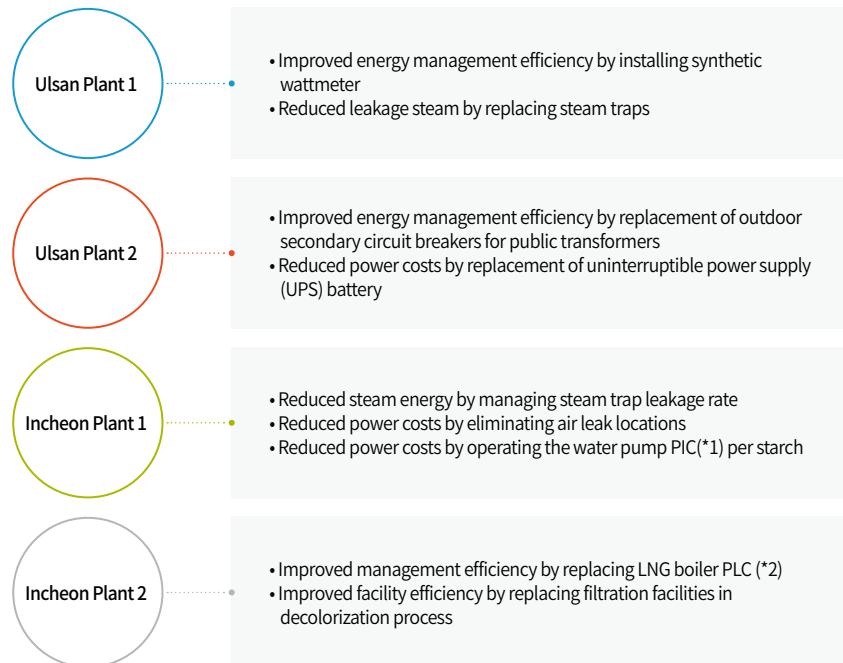 Ulsan Plant 1
• Improved energy management efficiency by installing synthetic
wattmeter
• Reduced leakage steam by replacing steam traps
Ulsan Plant 2
• Improved energy management efficiency by replacement of outdoor
secondary circuit breakers for public transformers
• Reduced power costs by replacement of uninterruptible power supply
(UPS) battery
Incheon Plant 1
• Reduced steam energy by managing steam trap leakage rate
• Reduced power costs by eliminating air leak locations
• Reduced power costs by operating the water pump PIC(*1) per starch
Incheon Plant 2
• Improved management efficiency by replacing LNG boiler PLC (*2)
• Improved facility efficiency by replacing filtration facilities in
decolorization process